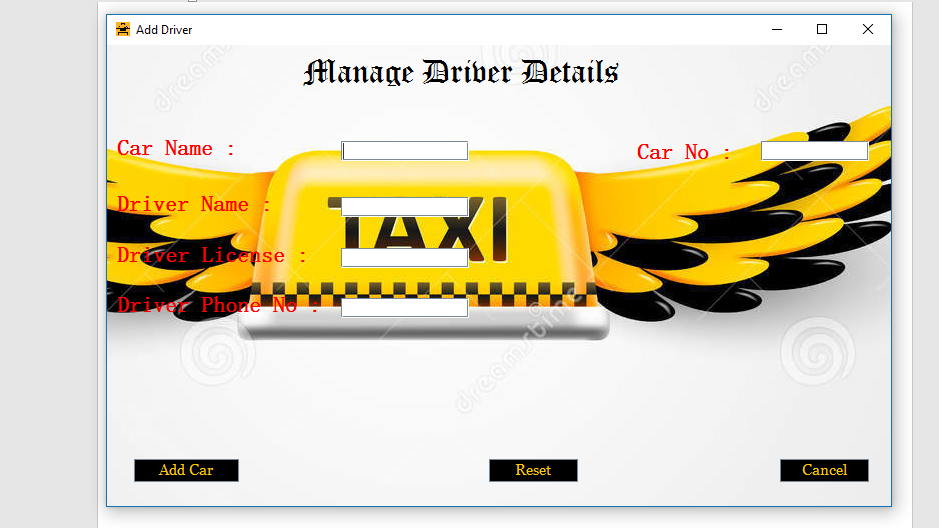 Add Driver
Manage Driver Details
Car Name :
Car No :
Driver Name :
TAXI
Driver License :
Driver Phone No :
dreamstime
Add Car
Reset
Cancel